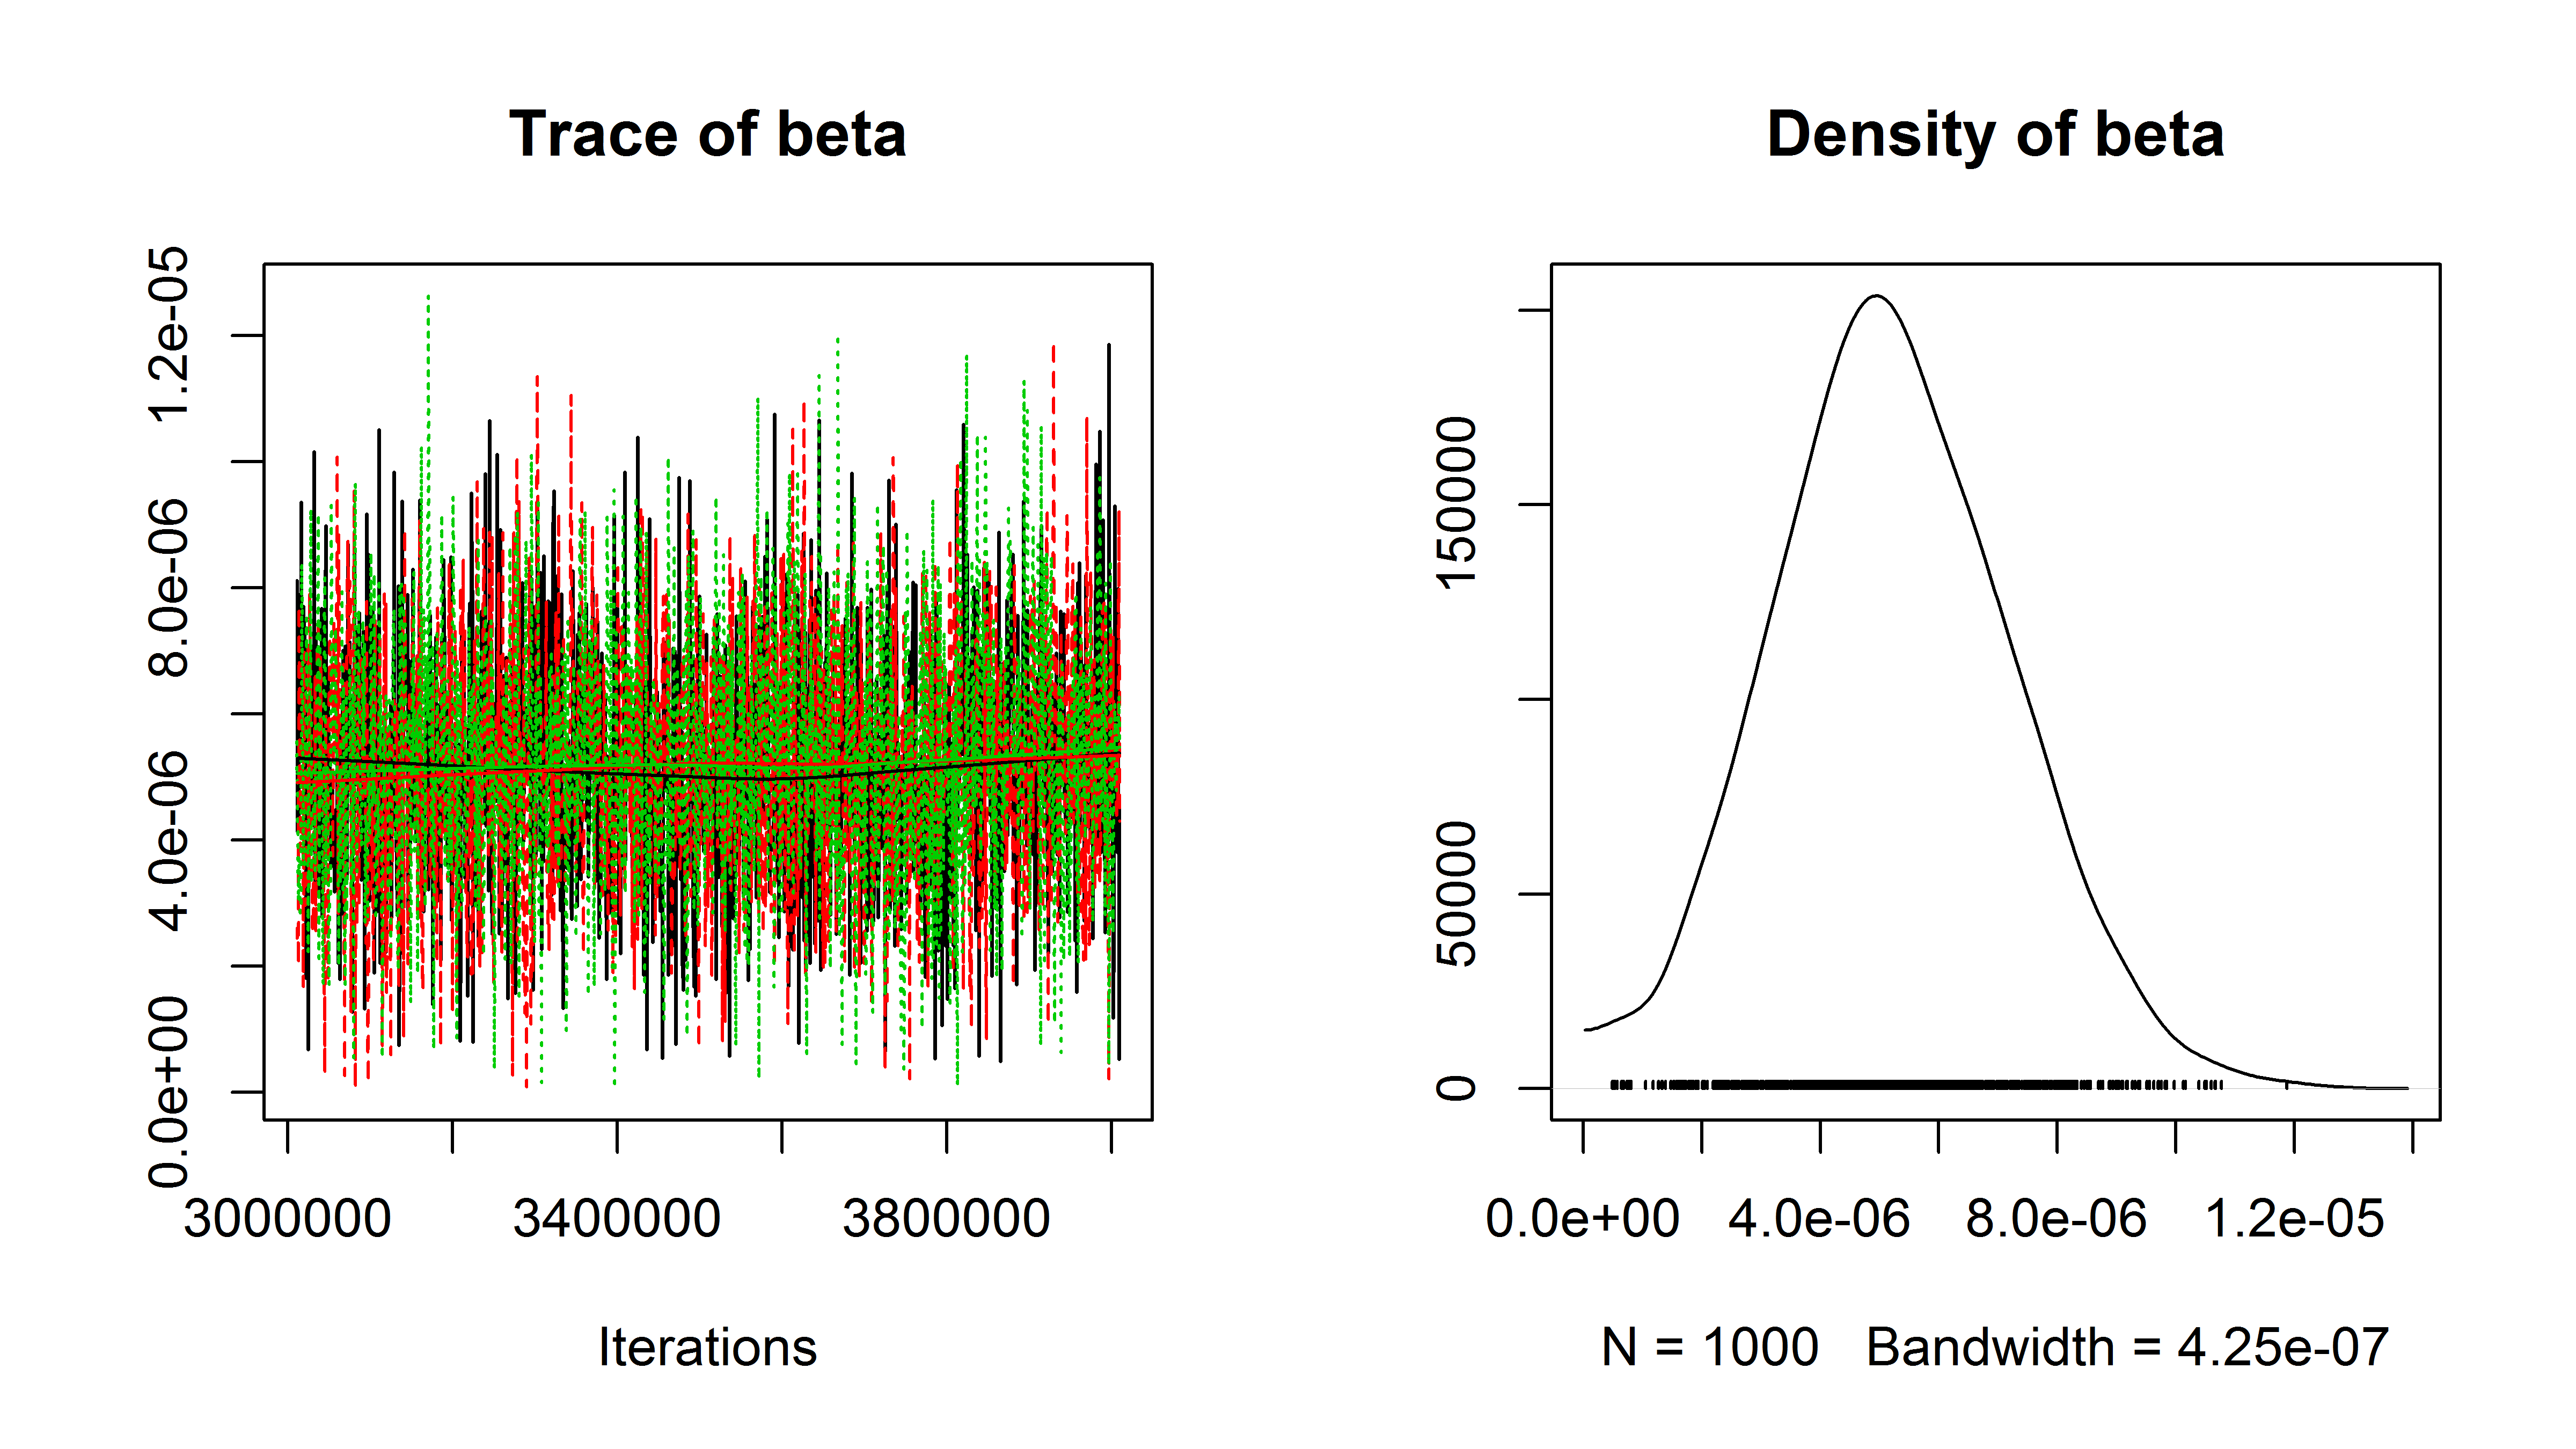 Trace of beta
1.2e-05
8.0e-06
4.0e-06
0.0e+00
3000000 3400000 3800000
Iterations
Density of beta
150000
50000
0
0.0e+00 4.0e-06 8.0e-06 1.2e-05
N = 1000 Bandwidth = 4.25e-07